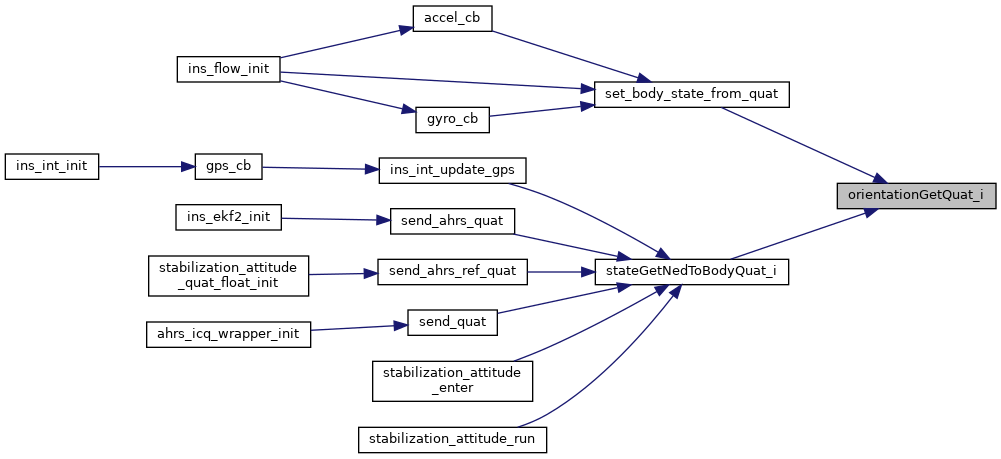 accel_cb
ins_flow_init
set_body_state_from_quat
gyro_cb
ins_int_init
gps_cb
ins_int_update_gps
orientationGetQuat_i
ins_ekf2_init
send_ahrs_quat
stabilization_attitude
_quat_float_init
send_ahrs_ref_quat
stateGetNedToBodyQuat_i
ahrs_icq_wrapper_init
send_quat
stabilization_attitude
_enter
stabilization_attitude_run